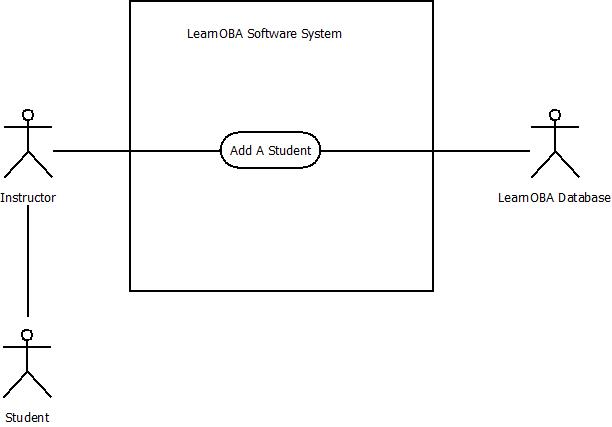 LearnOBA Software System
Add A Student
Instructor
LearnOBA Database
Student